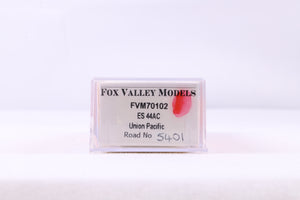 FOX VALLEY MODELS
FVM70102
ES 44AC
Union Pacific
Road No 5401